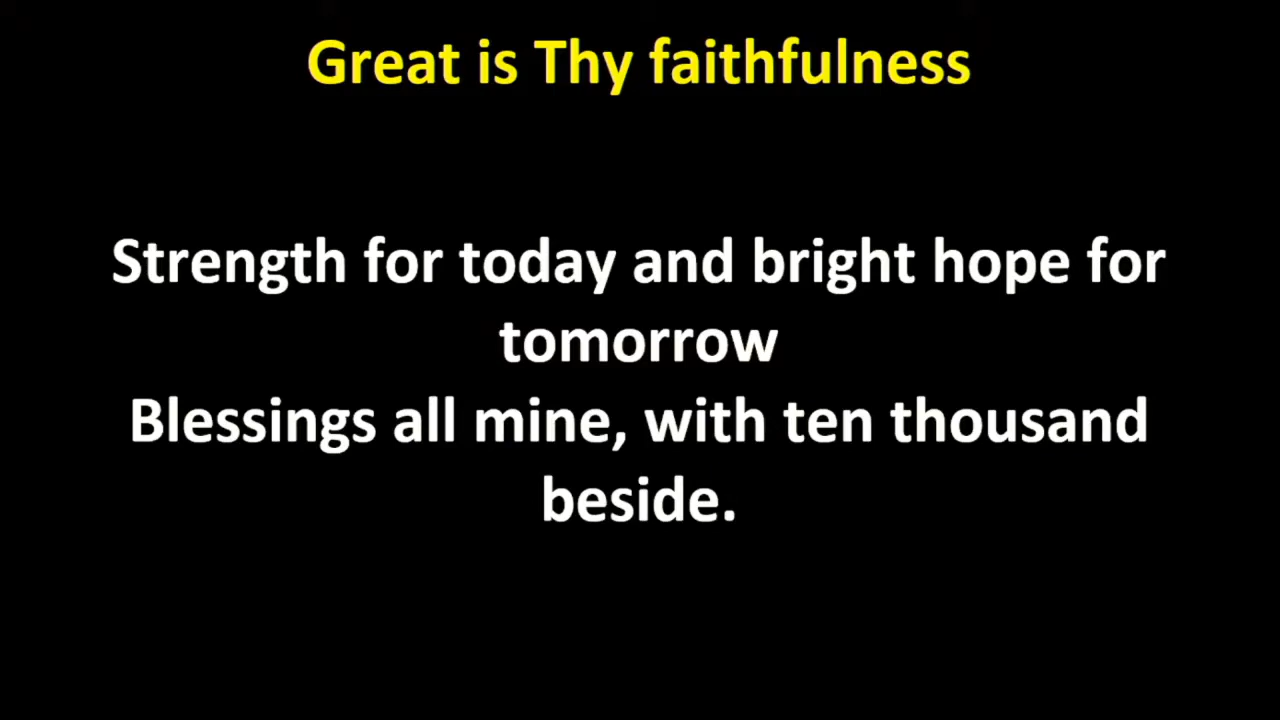 Great is Thy faithfulness
Strength for today and bright hope for
tomorrow
Blessings all mine, with ten thousand
beside.